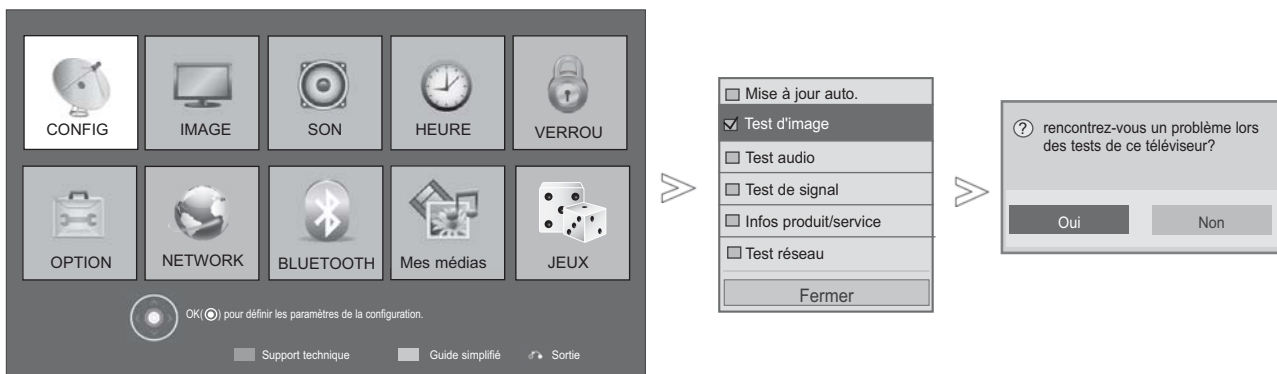 CONFIG
IMAGE
SON
HEURE
VERROU
OPTION
NETWORK
BLUETOOTH
Mes médias
JEUX
OK(◉) pour définir les paramètres de la configuration.
Support technique
Guide simplifié
Sortie
Mise à jour auto.
Test d'image
Test audio
Test de signal
Infos produit/service
Test réseau
Fermer
? rencontrez-vous un problème lors
des tests de ce téléviseur?
Oui
Non